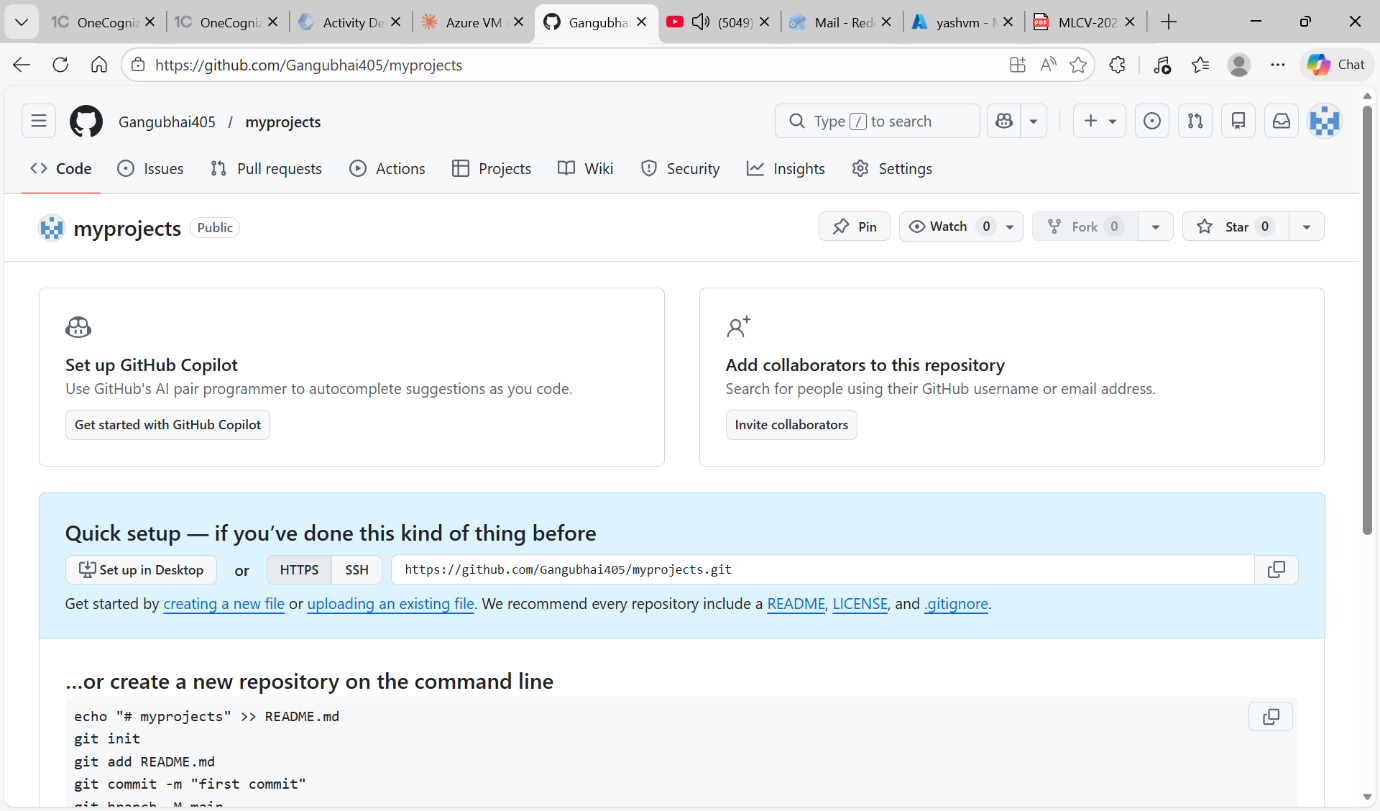 OneCogniz
OneCogniz
Activity De
Azure VM
Gangubhai
(5049)
Mail - Red
yashvm - M
MLCV-202
https://github.com/Gangubhai405/myprojects
Chat
Gangubhai405 / myprojects
Type / to search
Code
Issues
Pull requests
Actions
Projects
Wiki
Security
Insights
Settings
myprojects Public
Pin
Watch 0
Fork 0
Star 0
Set up GitHub Copilot
Use GitHub's AI pair programmer to autocomplete suggestions as you code.
Get started with GitHub Copilot
Add collaborators to this repository
Search for people using their GitHub username or email address.
Invite collaborators
Quick setup — if you’ve done this kind of thing before
Set up in Desktop or HTTPS SSH https://github.com/Gangubhai405/myprojects.git
Get started by creating a new file or uploading an existing file. We recommend every repository include a README, LICENSE, and .gitignore.
…or create a new repository on the command line
echo "# myprojects" >> README.md
git init
git add README.md
git commit -m "first commit"
git branch -M main